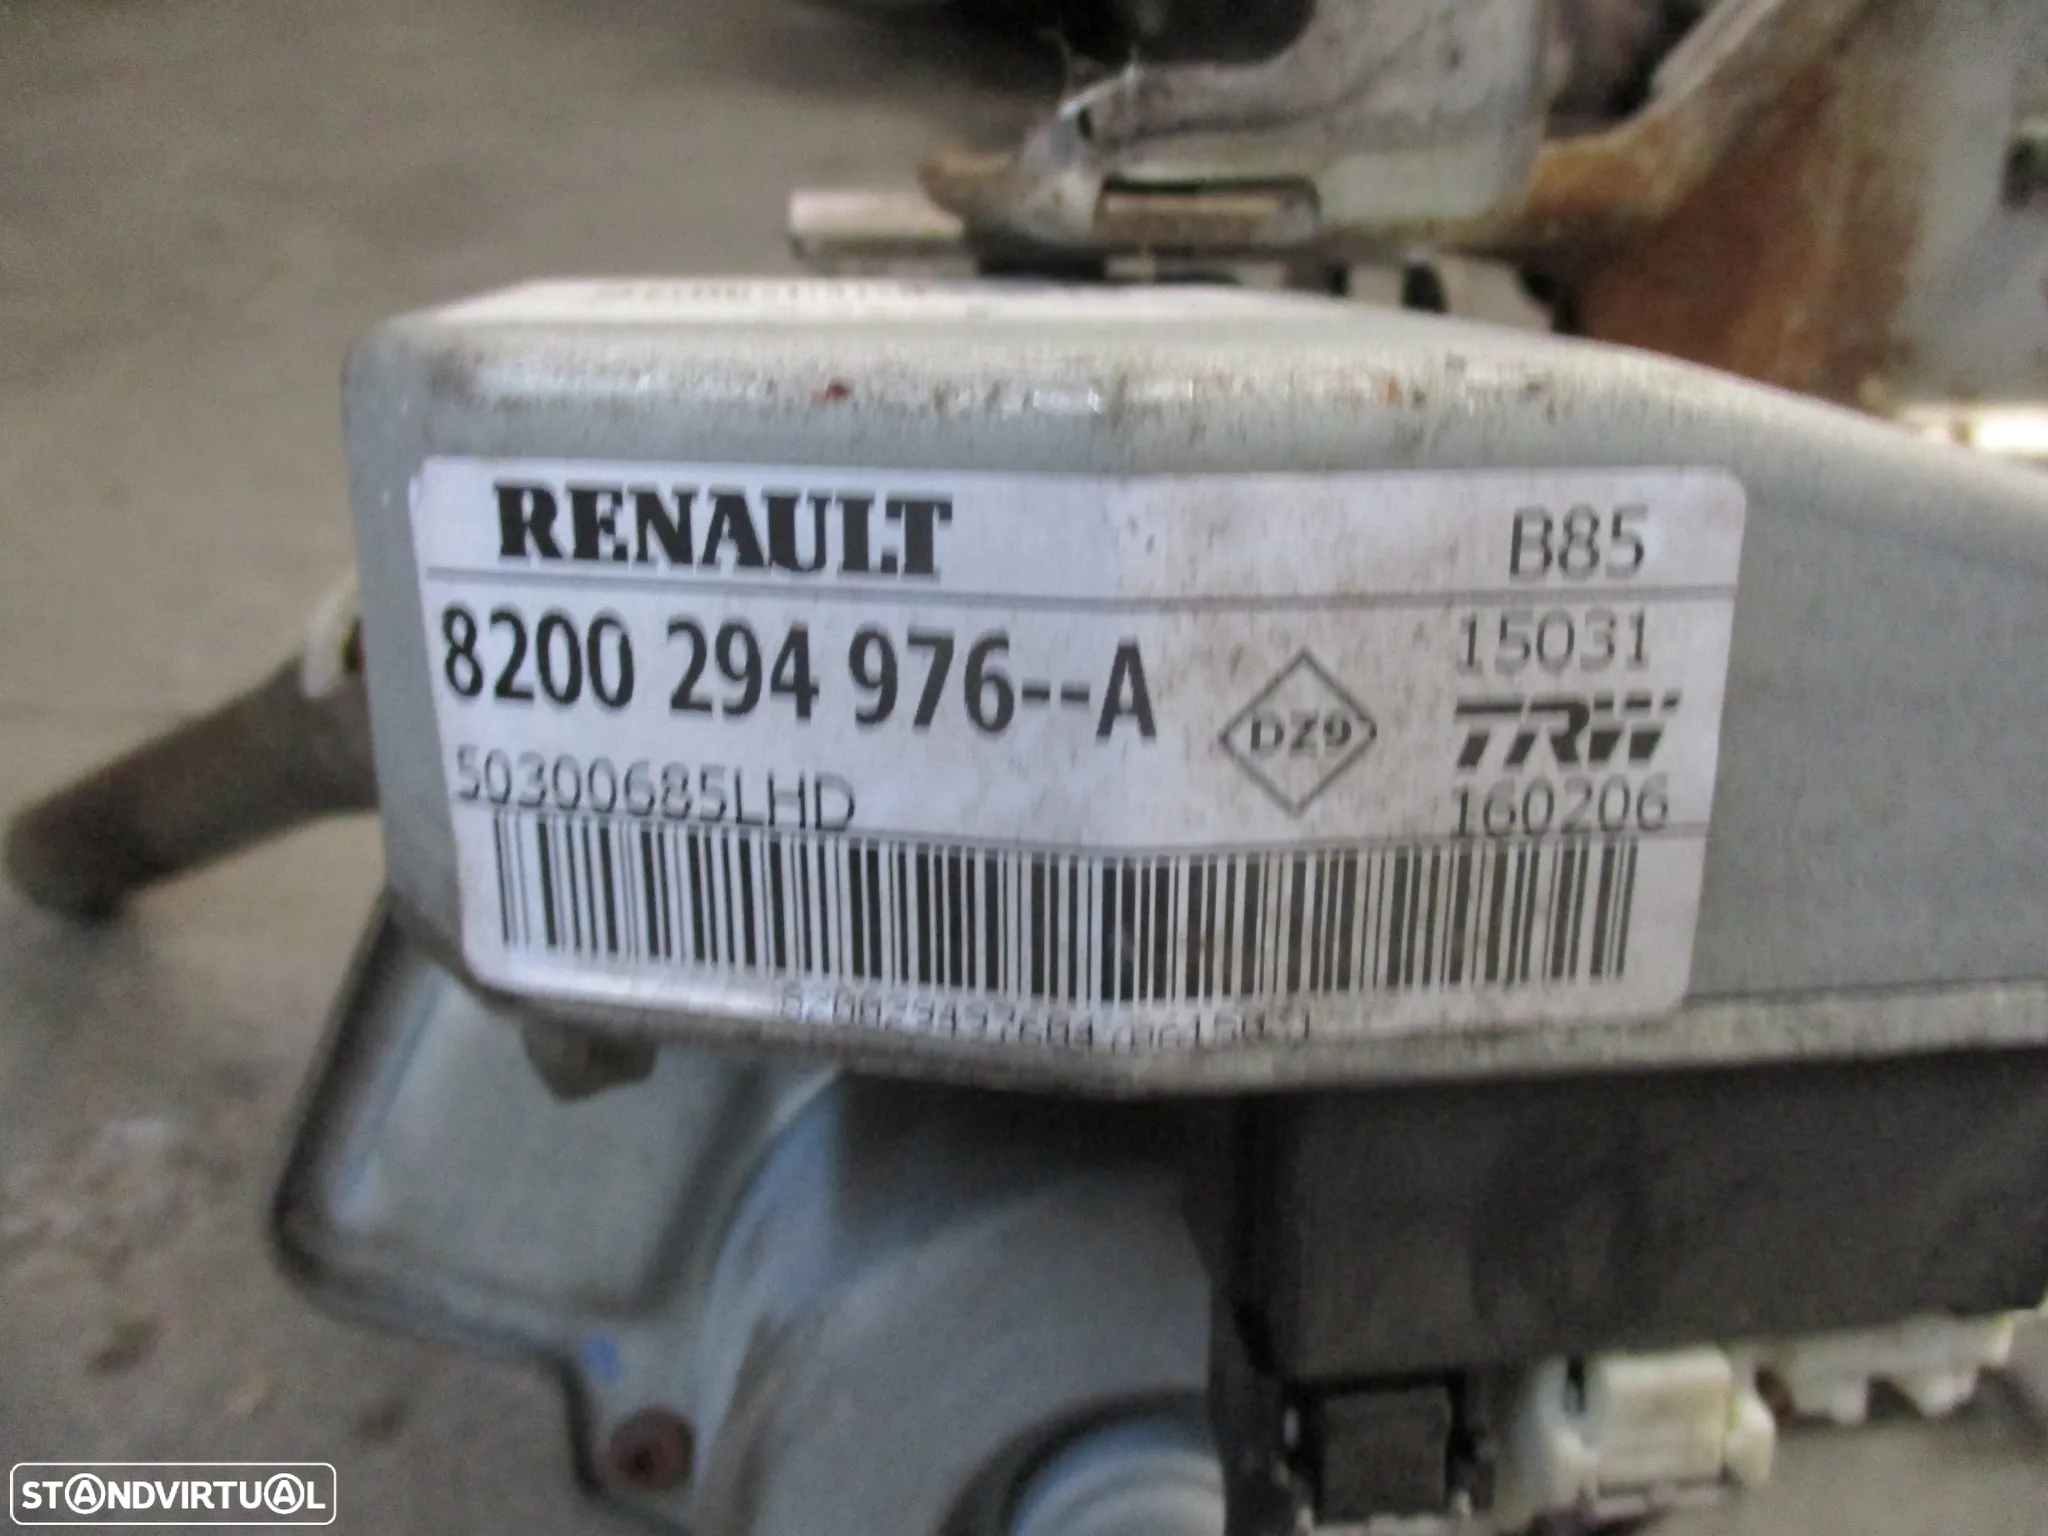 RENAULT B85
8200 294 976--A
15031
DZ9
TRW
50300685LHD
160206
STANDVIRTUAL